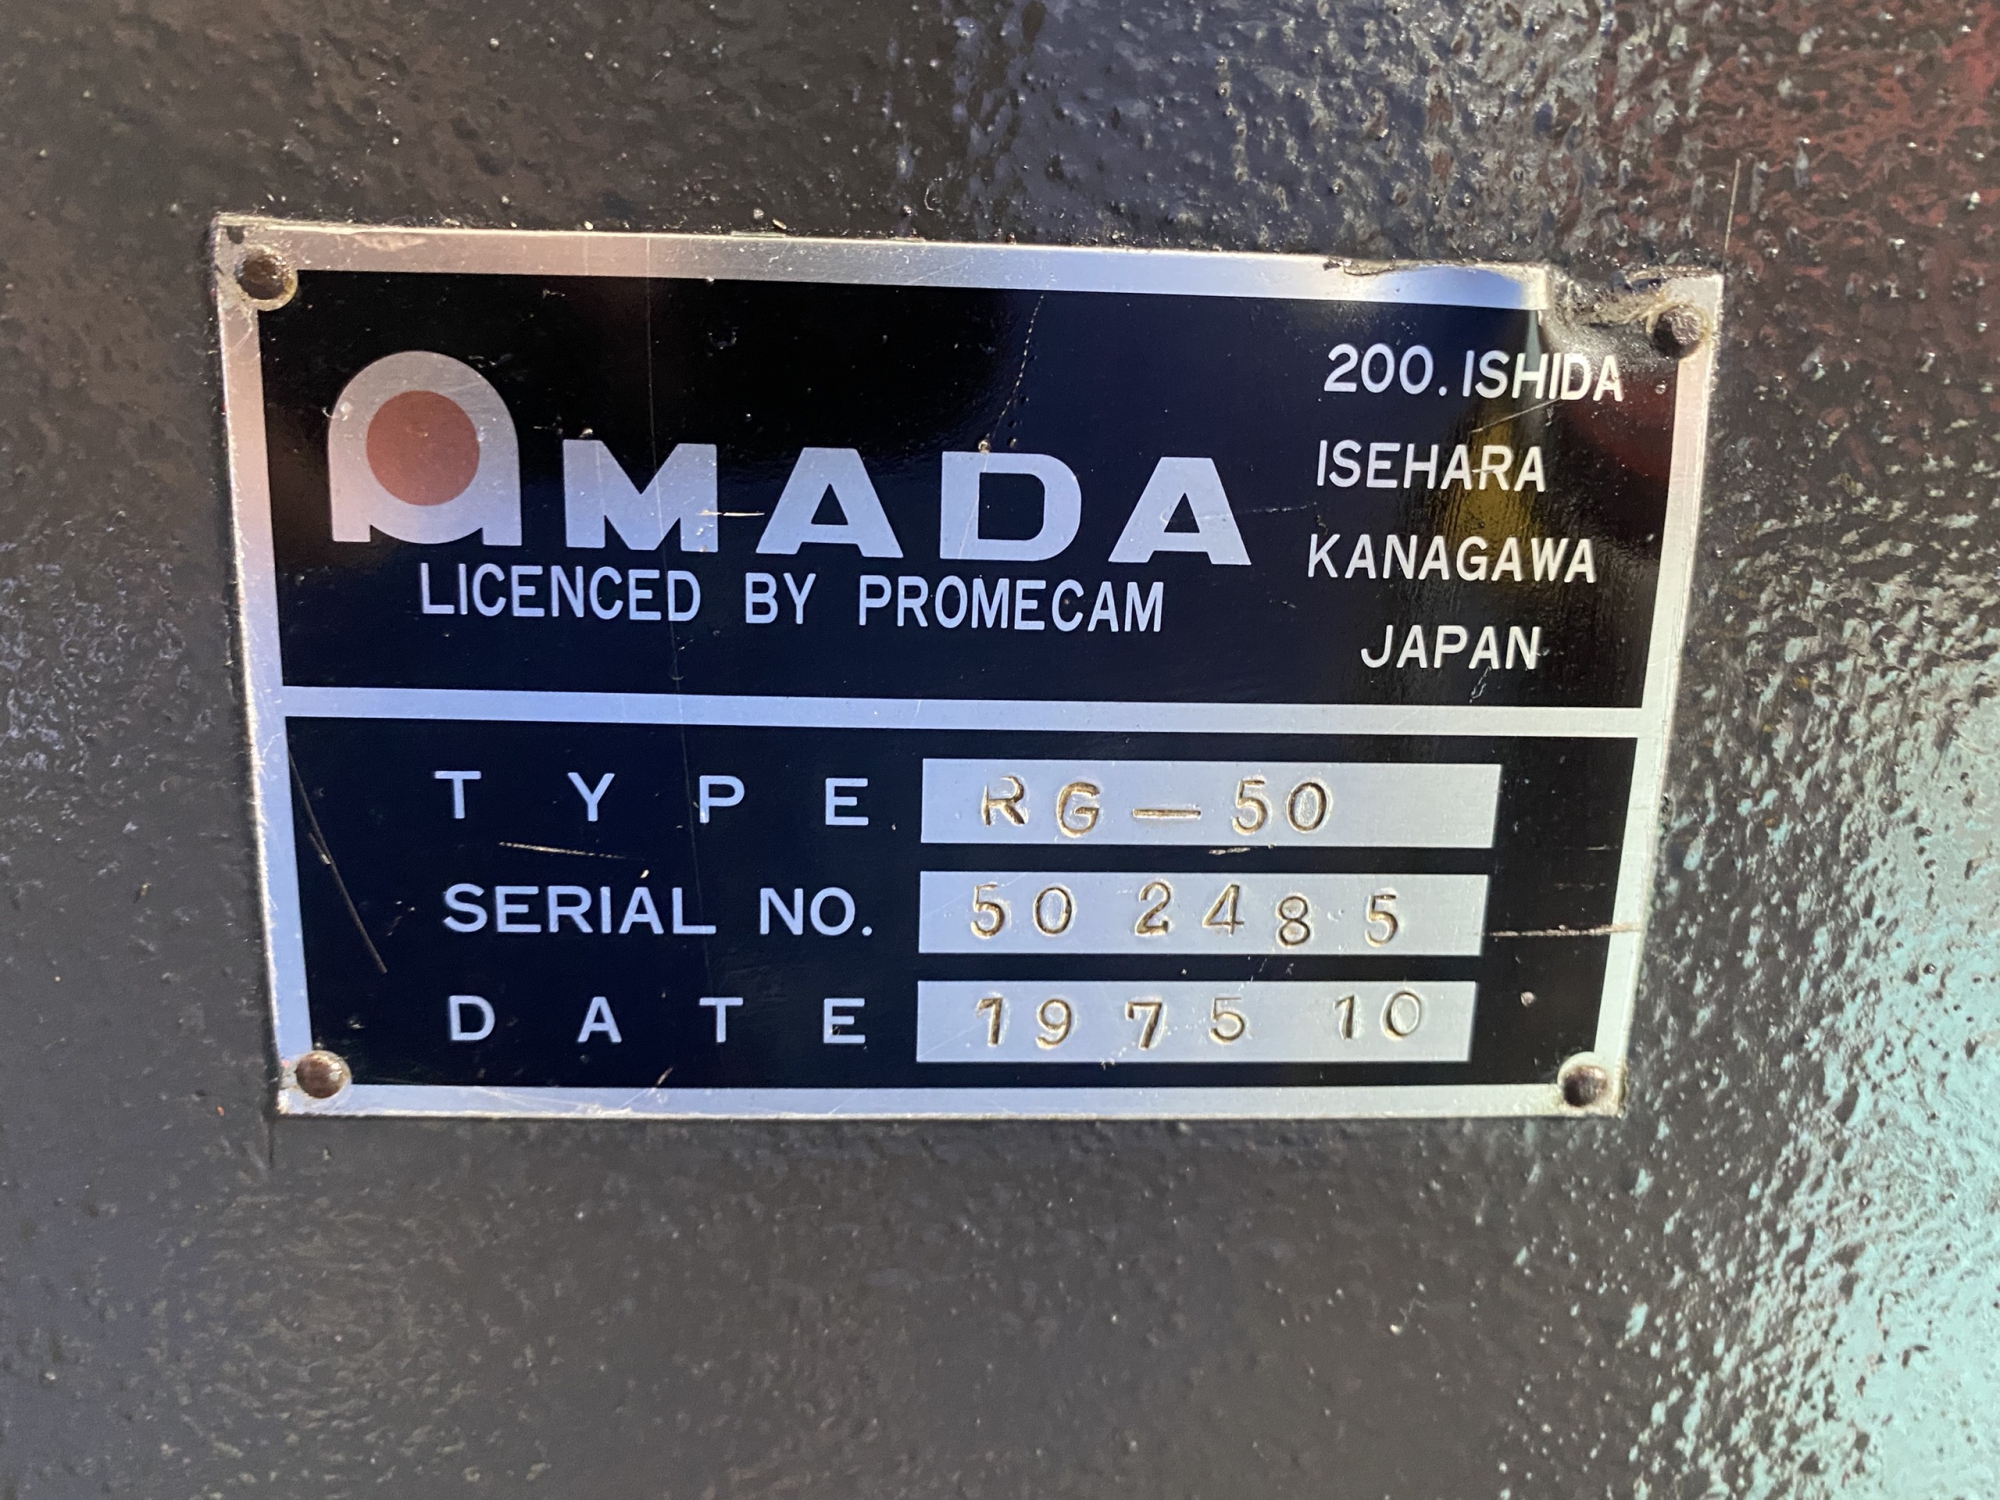 AMADA
LICENCED BY PROMECAM
200. ISHIDA
ISEHARA
KANAGAWA
JAPAN
TYPE RG-50
SERIAL NO. 50 2485
DATE 1975 10